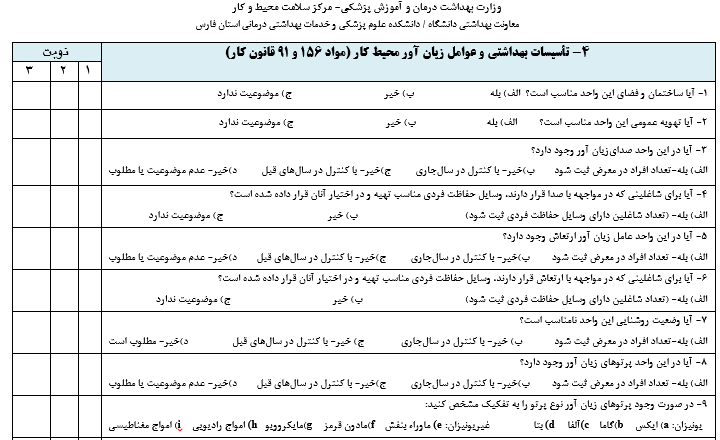 وزارت بهداشت درمان و آموزش پزشکی- مرکز سلامت محیط و کار
معاونت بهداشتی دانشگاه / دانشکده علوم پزشکی و خدمات بهداشتی درمانی استان فارس
۴- تأسیسات بهداشتی و عوامل زیان آور محیط کار (مواد ۱۵۶ و ۹۱ قانون کار)
نوبت
۱ ۲ ۳
۱- آیا ساختمان و فضای این واحد مناسب است؟ الف) بله ب) خیر ج) موضوعیت ندارد
۲- آیا تهویه عمومی این واحد مناسب است؟ الف) بله ب) خیر ج) موضوعیت ندارد
۳- آیا در این واحد صدای‌زیان آور وجود دارد؟
الف) بله-تعداد افراد در معرض ثبت شود ب)خیر- با کنترل در سال‌جاری ج)خیر- با کنترل در سال‌های قبل د)خیر- عدم موضوعیت یا مطلوب
۴- آیا برای شاغلینی که در مواجهه با صدا قرار دارند، وسایل حفاظت فردی مناسب تهیه و در اختیار آنان قرار داده شده است؟
الف) بله- (تعداد شاغلین دارای وسایل حفاظت فردی ثبت شود) ب) خیر ج) موضوعیت ندارد
۵- آیا در این واحد عامل زیان آور ارتعاش وجود دارد؟
الف) بله- تعداد افراد در معرض ثبت شود ب)خیر- با کنترل در سال‌جاری ج)خیر- با کنترل در سال‌های قبل د)خیر- عدم موضوعیت یا مطلوب
۶- آیا برای شاغلینی که در مواجهه با ارتعاش قرار دارند، وسایل حفاظت فردی مناسب تهیه و در اختیار آنان قرار داده شده است؟
الف) بله- (تعداد شاغلین دارای وسایل حفاظت فردی ثبت شود) ب) خیر ج) موضوعیت ندارد
۷- آیا وضعیت روشنایی این واحد نامناسب است؟
الف) بله-تعداد افراد در معرض ثبت شود ب) خیر- با کنترل در سال‌جاری ج) خیر- با کنترل در سال‌های قبل د)خیر- مطلوب است
۸- آیا در این واحد پرتوهای زیان آور وجود دارد؟
الف) بله- تعداد افراد در معرض ثبت شود ب)خیر- با کنترل در سال‌جاری ج)خیر- با کنترل در سال‌های قبل د)خیر- عدم موضوعیت یا مطلوب
۹- در صورت وجود پرتوهای زیان آور نوع پرتو را به تفکیک مشخص کنید:
یونیزان: a) ایکس b)گاما c)آلفا d) بتا غیریونیزان: e) ماوراء بنفش f)مادون قرمز g)مایکروویو h) امواج رادیویی i) امواج مغناطیسی